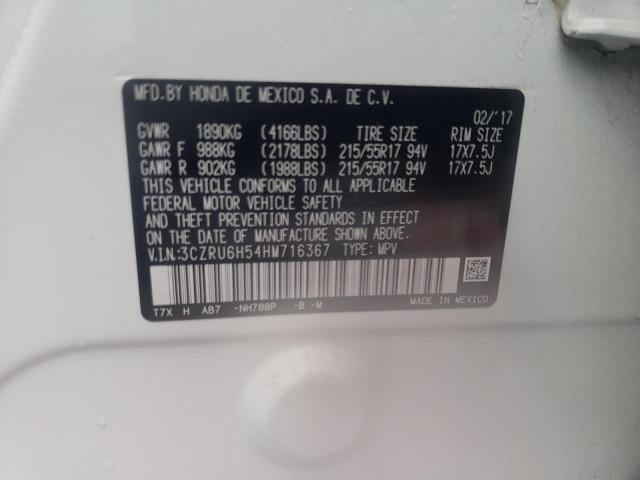 MFD.BY HONDA DE MEXICO S.A. DE C.V.
02/'17
GVWR 1890KG (4166LBS) TIRE SIZE RIM SIZE
GAWR F 988KG (2178LBS) 215/55R17 94V 17X7.5J
GAWR R 902KG (1988LBS) 215/55R17 94V 17X7.5J
THIS VEHICLE CONFORMS TO ALL APPLICABLE
FEDERAL MOTOR VEHICLE SAFETY
AND THEFT PREVENTION STANDARDS IN EFFECT
ON THE DATE OF MANUFACTURE SHOWN ABOVE.
V.I.N.:3CZRU6H54HM716367 TYPE: MPV
T7X H AB7 -NH788P -B -M
MADE IN MEXICO